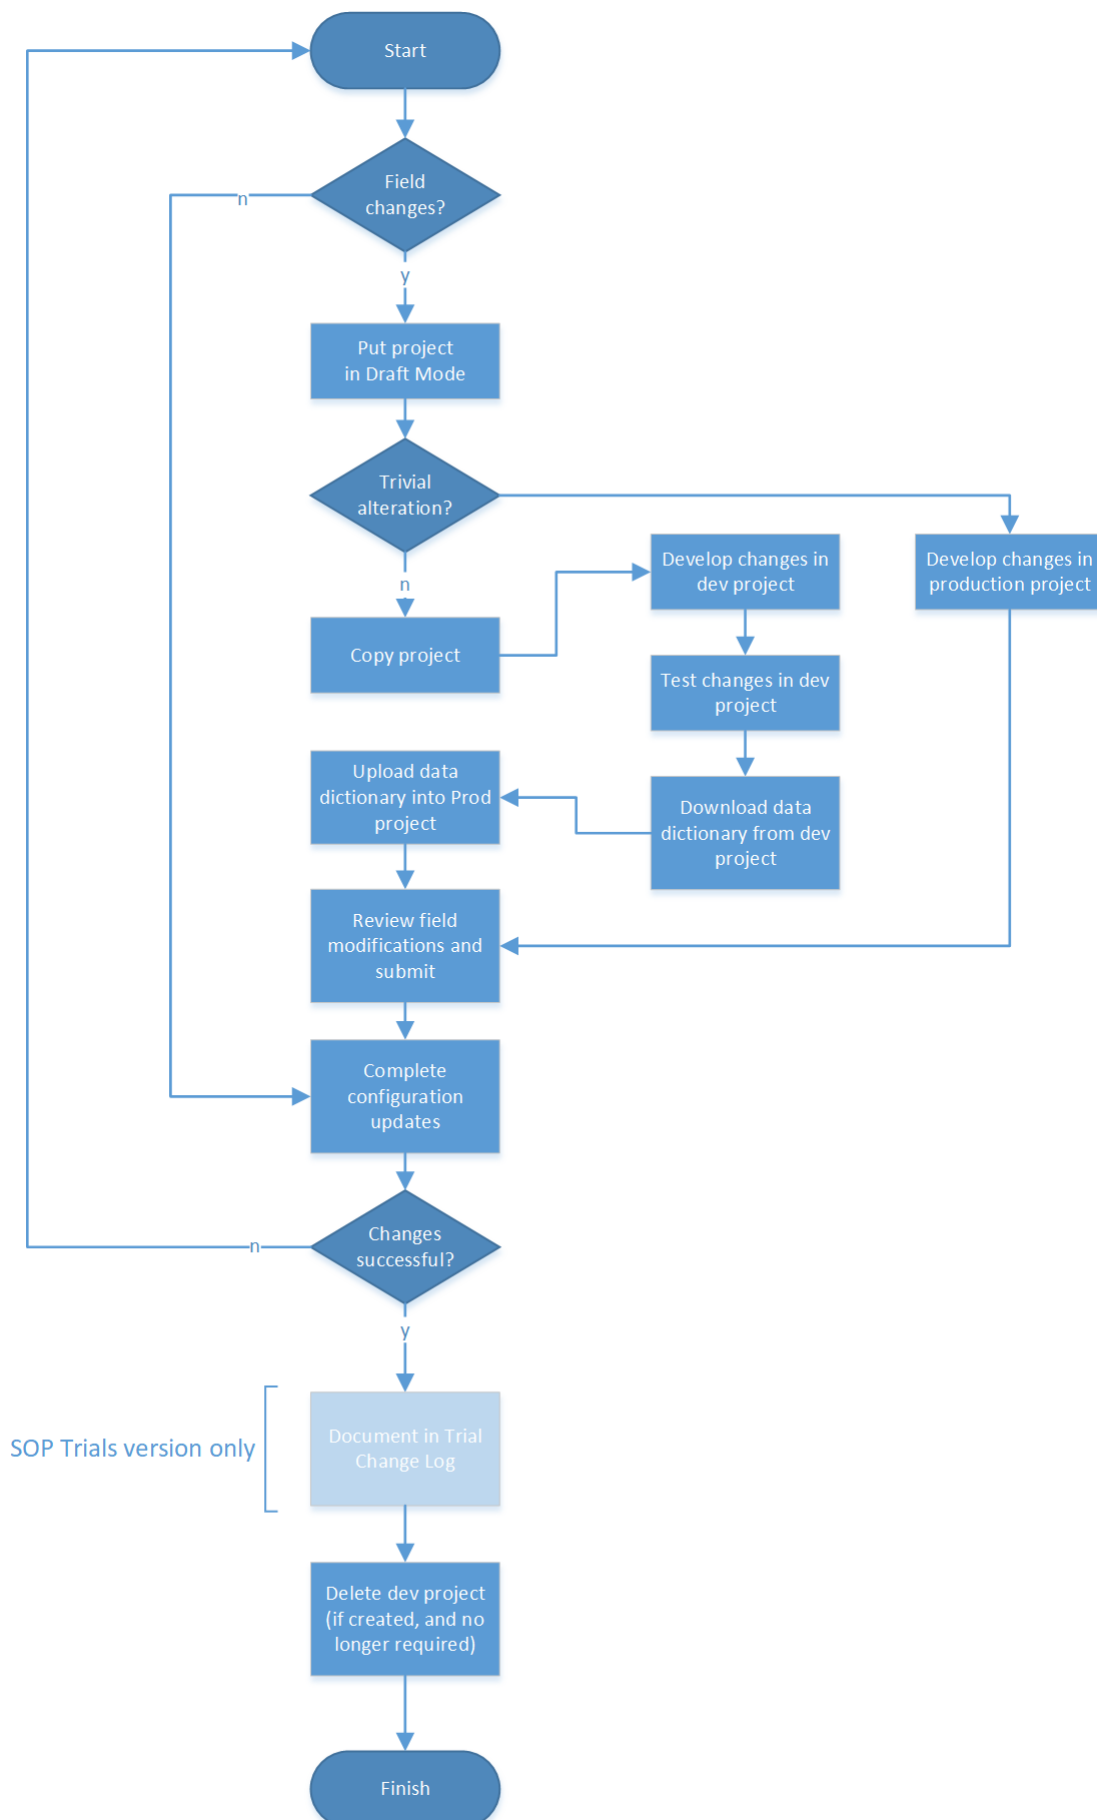 Start
Field
changes?
n
y
Put project
in Draft Mode
Trivial
alteration?
n
Develop changes in
dev project
Develop changes in
production project
Copy project
Test changes in dev
project
Upload data
dictionary into Prod
project
Download data
dictionary from dev
project
Review field
modifications and
submit
Complete
configuration
updates
Changes
successful?
n
y
SOP Trials version only
Document in Trial
Change Log
Delete dev project
(if created, and no
longer required)
Finish